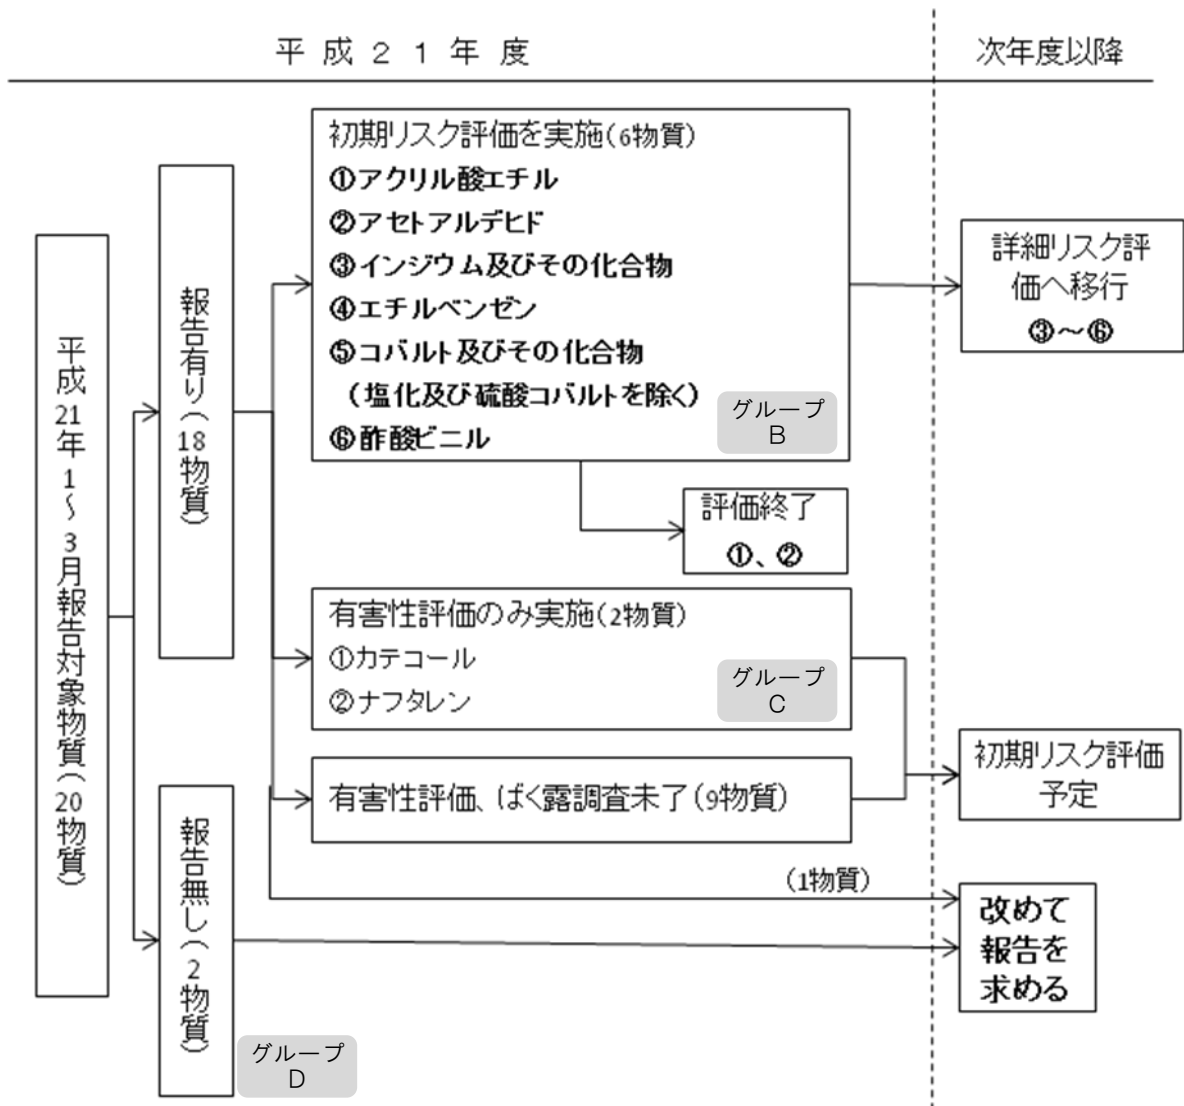 平成２１年度
次年度以降
平成21年1～3月報告対象物質（20物質）
報告有り（18物質）
初期リスク評価を実施（6物質）
①アクリル酸エチル
②アセトアルデヒド
③インジウム及びその化合物
④エチルベンゼン
⑤コバルト及びその化合物
（塩化及び硫酸コバルトを除く）
⑥酢酸ビニル
グループ
B
詳細リスク評
価へ移行
③～⑥
評価終了
①、②
有害性評価のみ実施（2物質）
①カテコール
②ナフタレン
グループ
C
有害性評価、ばく露調査未了（9物質）
初期リスク評価
予定
報告無し（2物質）
グループ
D
（1物質）
改めて
報告を
求める